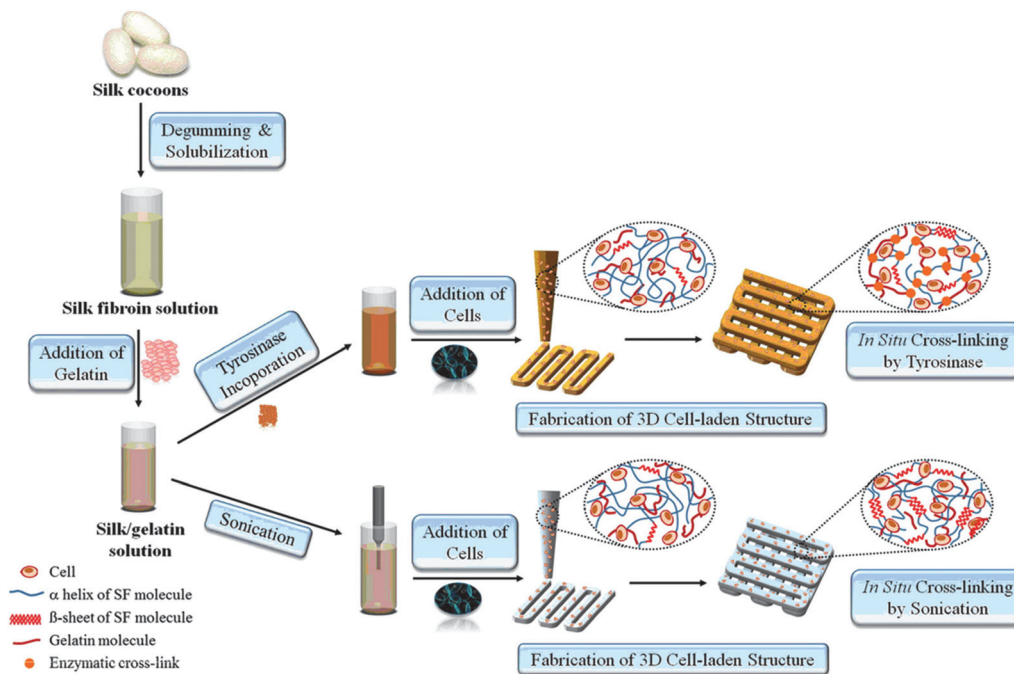 Silk cocoons
Degumming &
Solubilization
Silk fibroin solution
Addition of
Gelatin
Tyrosinase
Incoporation
Silk/gelatin
solution
Sonication
Addition of
Cells
Fabrication of 3D Cell-laden Structure
In Situ Cross-linking
by Tyrosinase
Addition of
Cells
Fabrication of 3D Cell-laden Structure
In Situ Cross-linking
by Sonication
Cell
α helix of SF molecule
ß-sheet of SF molecule
Gelatin molecule
Enzymatic cross-link